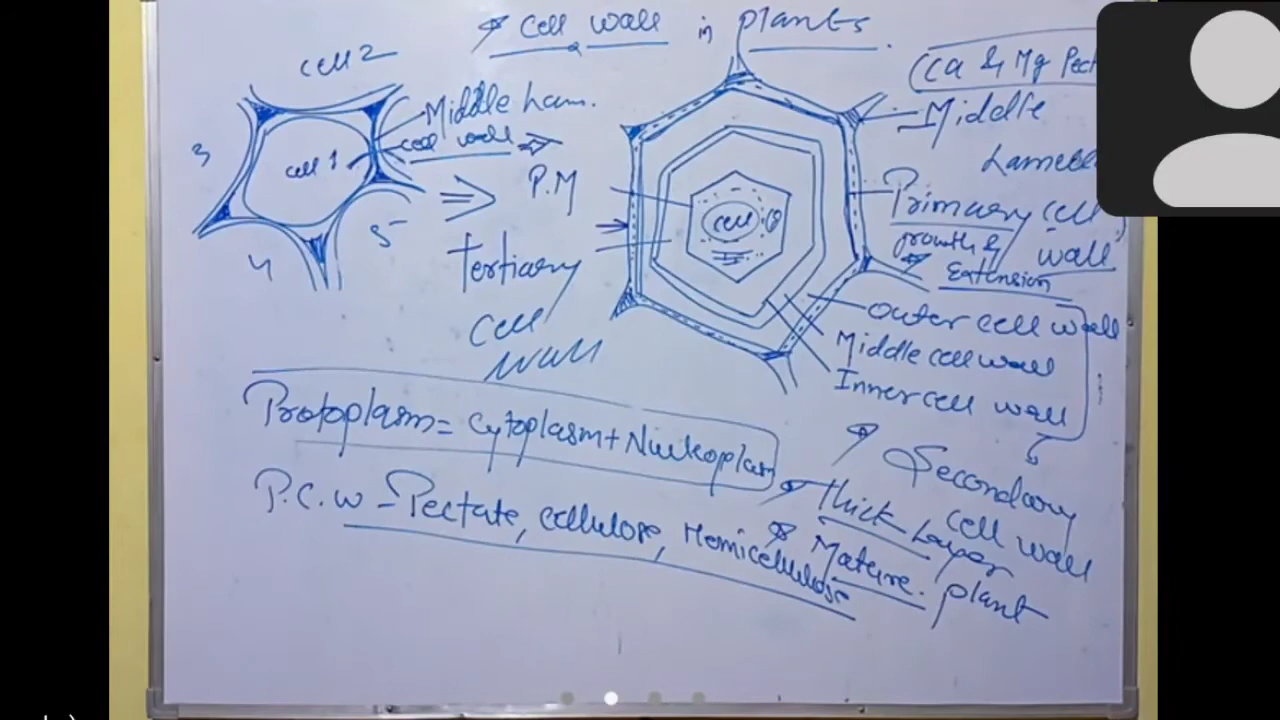 Cell wall in plants.
cell 2
Middle Lam.
cell wall
cell 1
3
4
5
P.M
Tertiary
cell
wall
cell
(Ca & Mg Pect
Middle
Lamell
Primary cell
wall
growth &
Extension
outer cell wall
Middle cell wall
Inner cell wall
Secondary
cell wall
Thick Layer
Mature plant
Protoplasm = Cytoplasm + Nucleoplasm
P.C.W - Pectate, cellulose, Hemicellulose